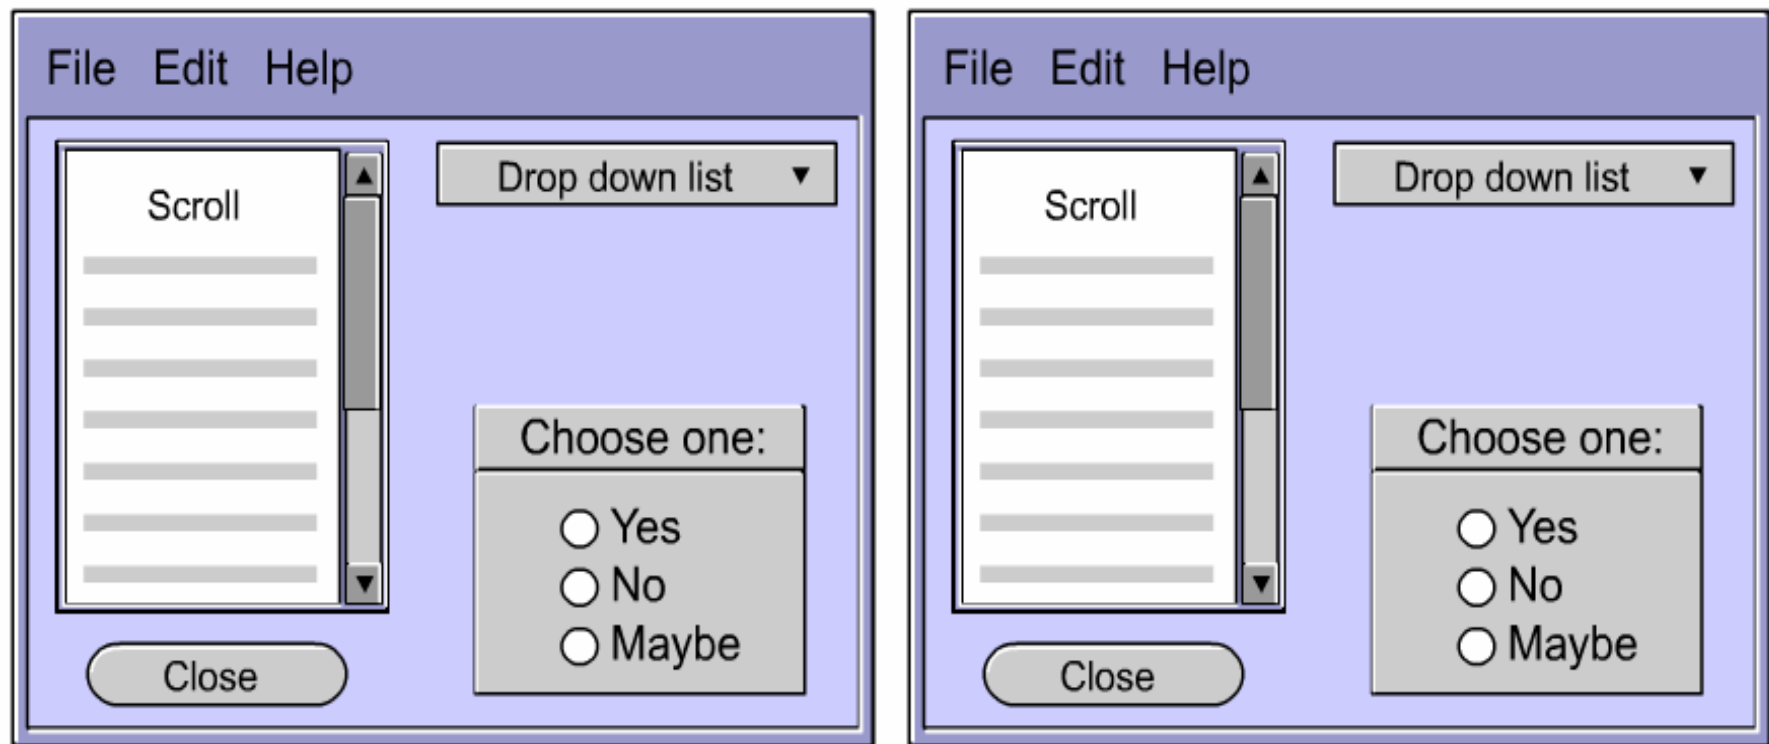 File Edit Help
Scroll
Drop down list
Choose one:
Yes
No
Maybe
Close
File Edit Help
Scroll
Drop down list
Choose one:
Yes
No
Maybe
Close